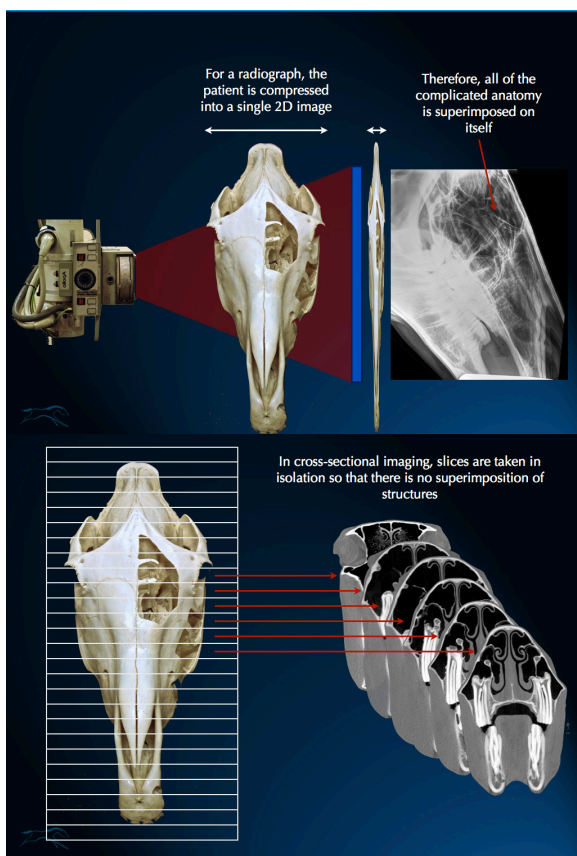 For a radiograph, the
patient is compressed
into a single 2D image
Therefore, all of the
complicated anatomy
is superimposed on
itself
In cross-sectional imaging, slices are taken in
isolation so that there is no superimposition of
structures